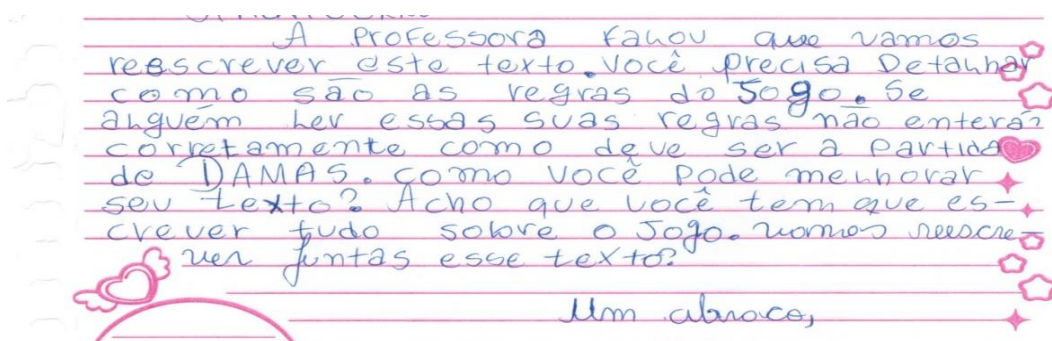 A Professora Falou que vamos
reescrever este texto. Você precisa Detalhar
como são as regras do Jogo. Se
alguém ler essas suas regras não enterá
corretamente como deve ser a Partida
de DAMAS. como você Pode melhorar
seu texto? Acho que você tem que es-
crever tudo sobre o Jogo. vamos reescre-
ver juntas esse texto?
Um abraço,